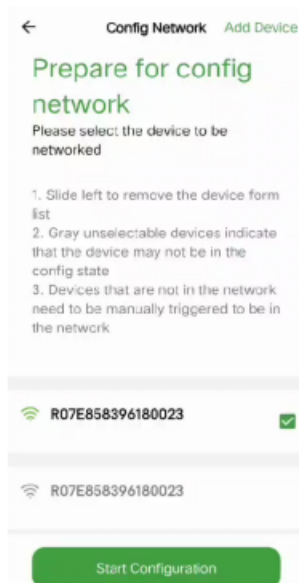 Config Network Add Device
Prepare for config
network
Please select the device to be
networked
1. Slide left to remove the device form
list
2. Gray unselectable devices indicate
that the device may not be in the
config state
3. Devices that are not in the network
need to be manually triggered to be in
the network
R07E858396180023
R07E858396180023
Start Configuration